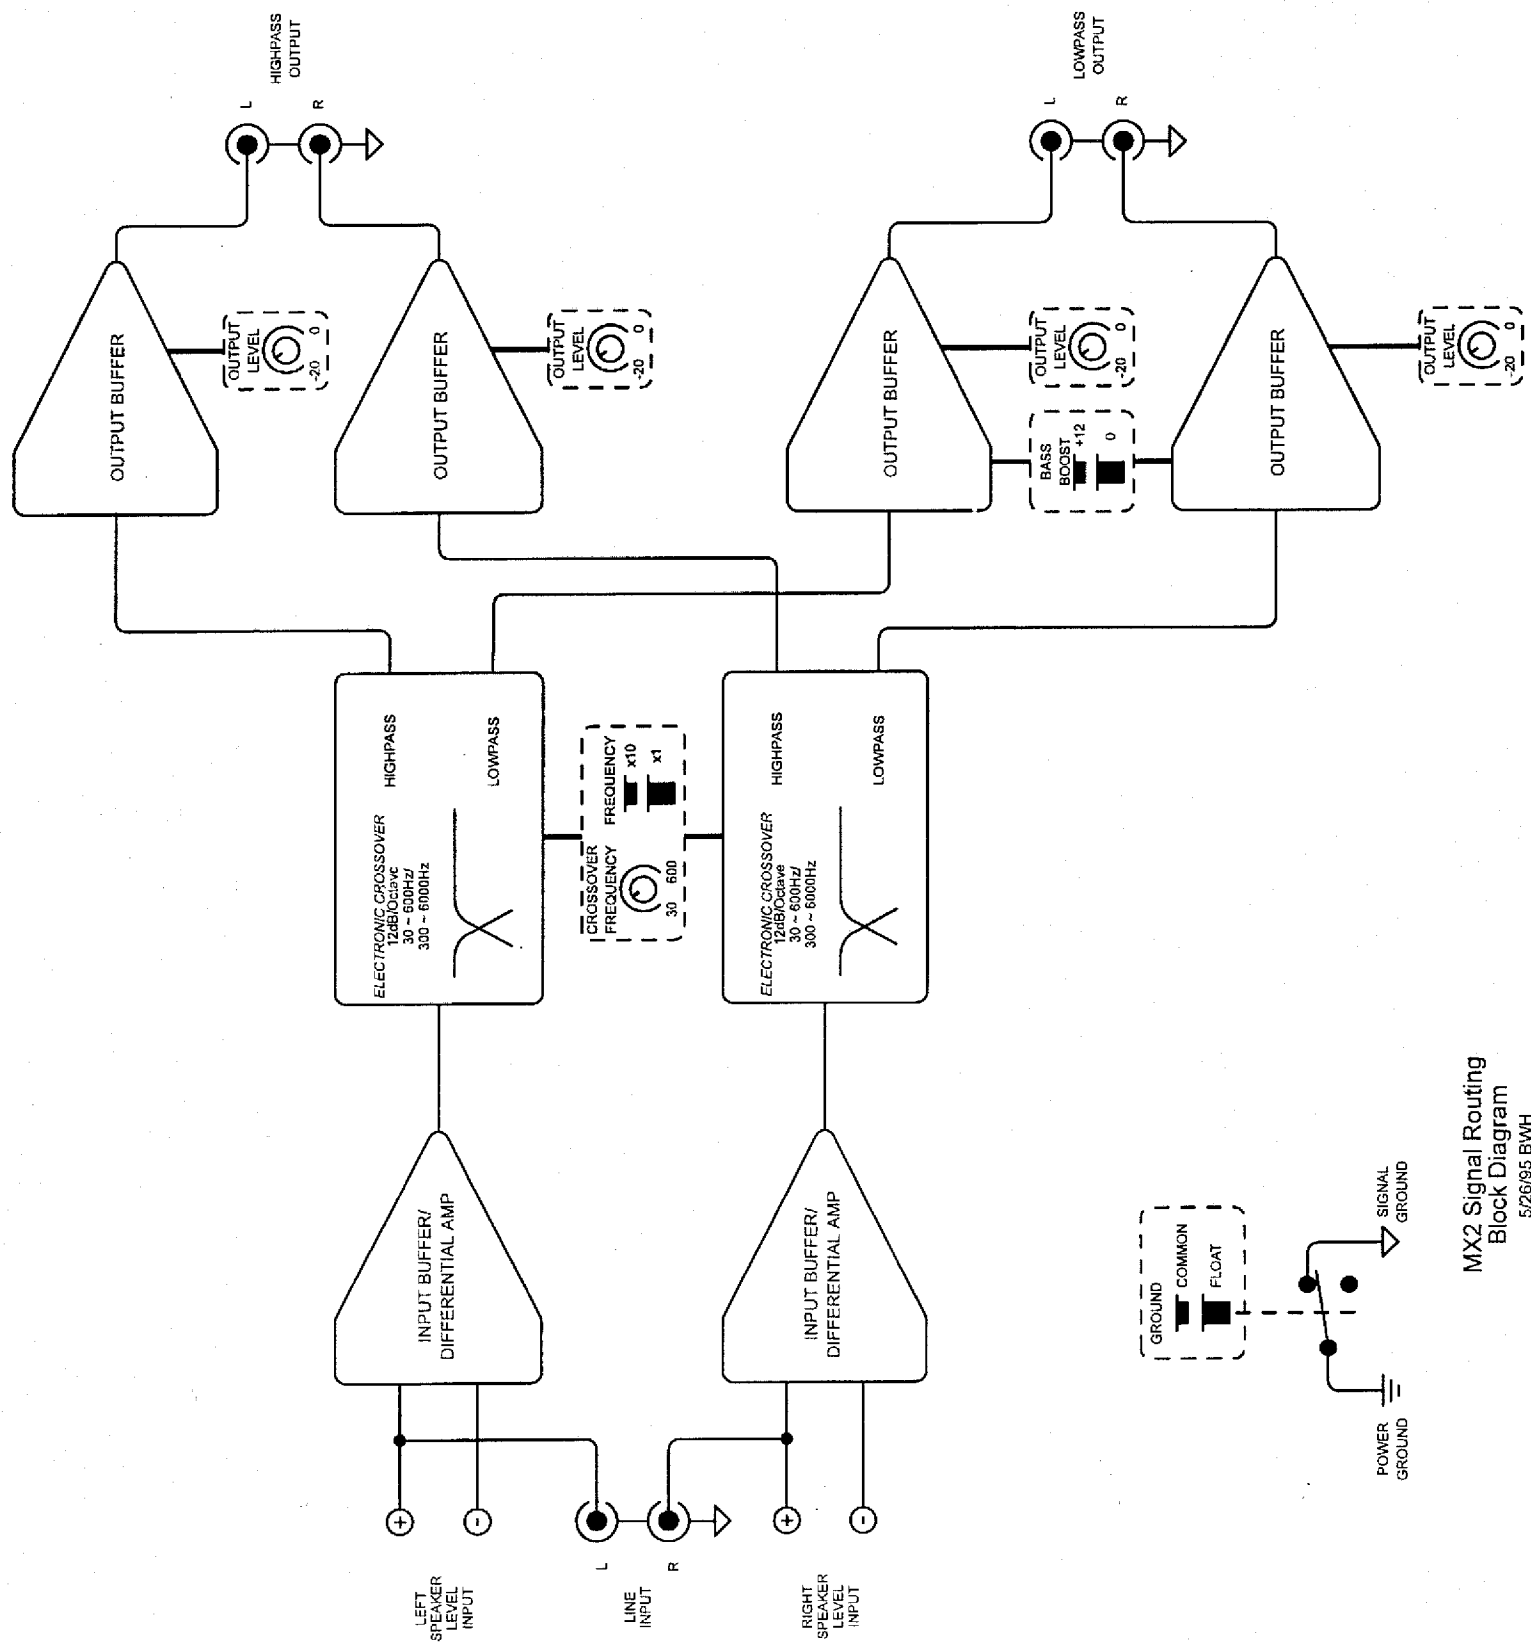 HIGHPASS
OUTPUT
L
R
LOWPASS
OUTPUT
L
R
OUTPUT BUFFER
OUTPUT
LEVEL
-20 0
OUTPUT BUFFER
OUTPUT
LEVEL
-20 0
OUTPUT BUFFER
OUTPUT
LEVEL
-20 0
BASS
BOOST
+12
0
OUTPUT BUFFER
OUTPUT
LEVEL
-20 0
ELECTRONIC CROSSOVER
12dB/Octave
30 ~ 600Hz/
300 ~ 6000Hz
HIGHPASS
LOWPASS
CROSSOVER
FREQUENCY
30 600
FREQUENCY
x10
x1
ELECTRONIC CROSSOVER
12dB/Octave
30 ~ 600Hz/
300 ~ 6000Hz
HIGHPASS
LOWPASS
INPUT BUFFER/
DIFFERENTIAL AMP
INPUT BUFFER/
DIFFERENTIAL AMP
+
-
LEFT
SPEAKER
LEVEL
INPUT
L
R
LINE
INPUT
+
-
RIGHT
SPEAKER
LEVEL
INPUT
GROUND
COMMON
FLOAT
SIGNAL
GROUND
POWER
GROUND
MX2 Signal Routing
Block Diagram
5/26/95 BWH